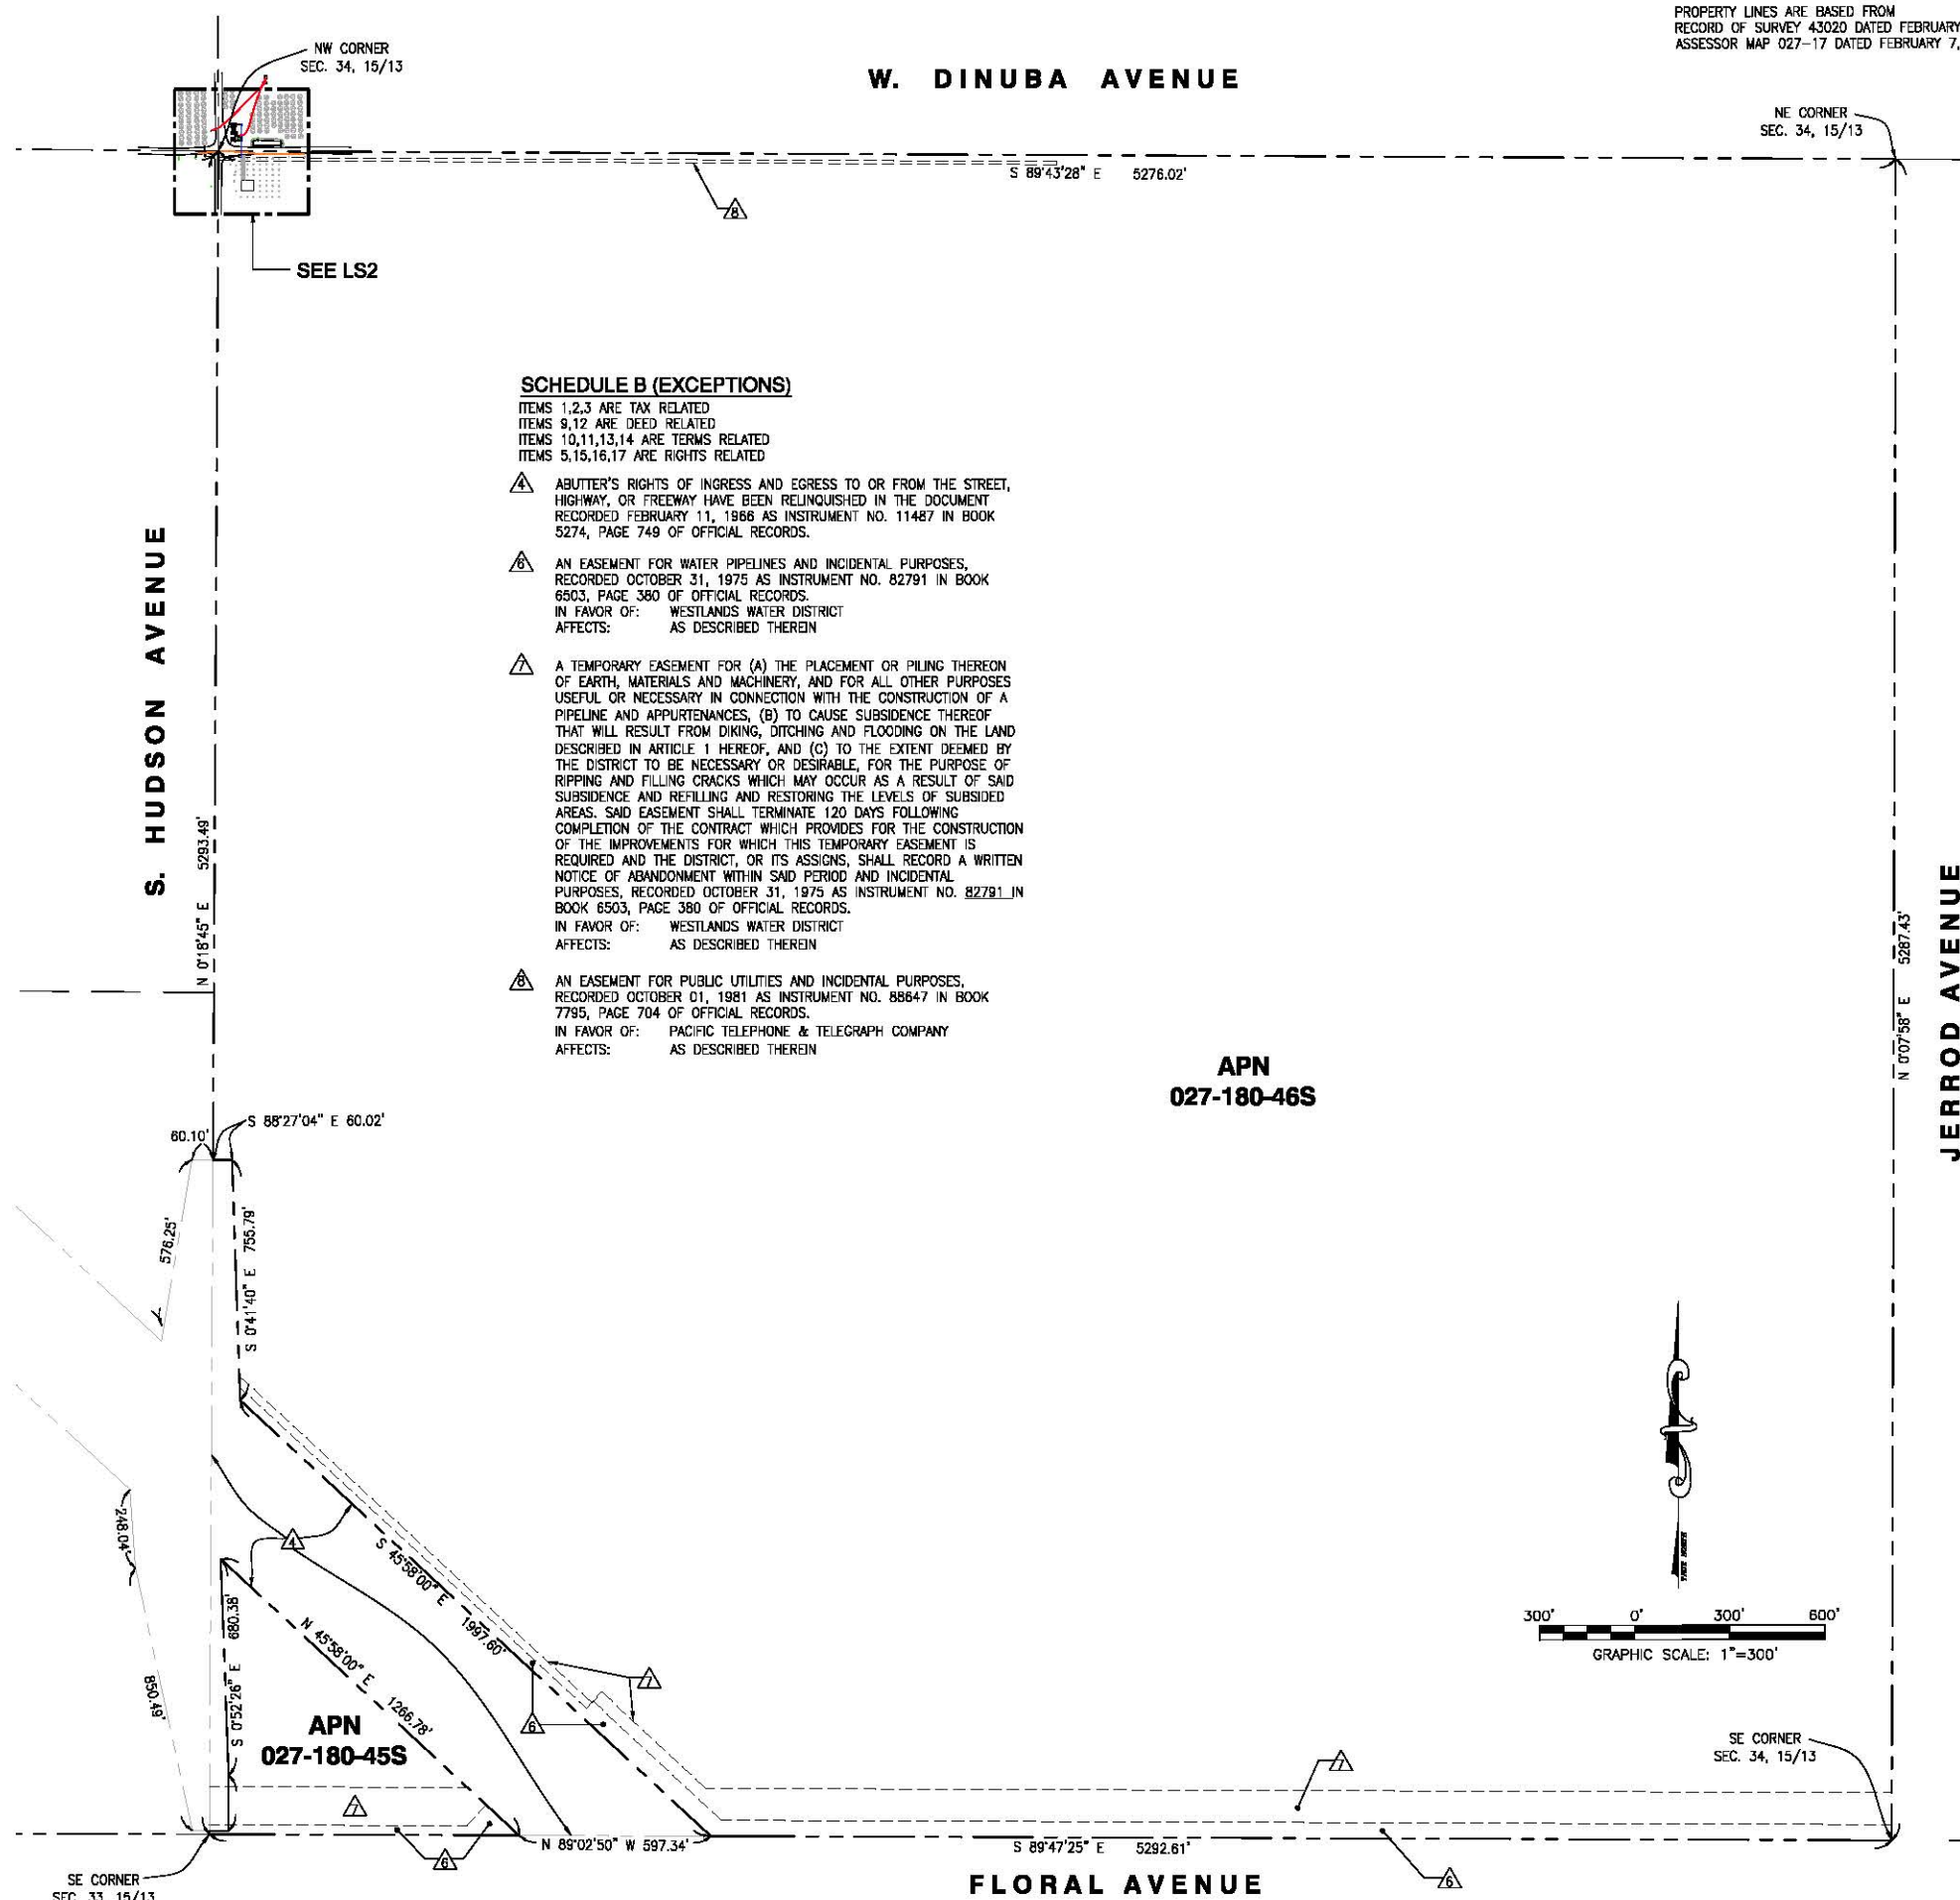 PROPERTY LINES ARE BASED FROM
RECORD OF SURVEY 43020 DATED FEBRUARY
ASSESSOR MAP 027-17 DATED FEBRUARY 7,
NW CORNER
SEC. 34, 15/13
W. DINUBA AVENUE
NE CORNER
SEC. 34, 15/13
S 89°43'28" E 5276.02'
8
SEE LS2
SCHEDULE B (EXCEPTIONS)
ITEMS 1,2,3 ARE TAX RELATED
ITEMS 9,12 ARE DEED RELATED
ITEMS 10,11,13,14 ARE TERMS RELATED
ITEMS 5,15,16,17 ARE RIGHTS RELATED
4 ABUTTER'S RIGHTS OF INGRESS AND EGRESS TO OR FROM THE STREET,
HIGHWAY, OR FREEWAY HAVE BEEN RELINQUISHED IN THE DOCUMENT
RECORDED FEBRUARY 11, 1966 AS INSTRUMENT NO. 11487 IN BOOK
5274, PAGE 749 OF OFFICIAL RECORDS.
6 AN EASEMENT FOR WATER PIPELINES AND INCIDENTAL PURPOSES,
RECORDED OCTOBER 31, 1975 AS INSTRUMENT NO. 82791 IN BOOK
6503, PAGE 380 OF OFFICIAL RECORDS.
IN FAVOR OF: WESTLANDS WATER DISTRICT
AFFECTS: AS DESCRIBED THEREIN
7 A TEMPORARY EASEMENT FOR (A) THE PLACEMENT OR PILING THEREON
OF EARTH, MATERIALS AND MACHINERY, AND FOR ALL OTHER PURPOSES
USEFUL OR NECESSARY IN CONNECTION WITH THE CONSTRUCTION OF A
PIPELINE AND APPURTENANCES, (B) TO CAUSE SUBSIDENCE THEREOF
THAT WILL RESULT FROM DIKING, DITCHING AND FLOODING ON THE LAND
DESCRIBED IN ARTICLE 1 HEREOF, AND (C) TO THE EXTENT DEEMED BY
THE DISTRICT TO BE NECESSARY OR DESIRABLE, FOR THE PURPOSE OF
RIPPING AND FILLING CRACKS WHICH MAY OCCUR AS A RESULT OF SAID
SUBSIDENCE AND REFILLING AND RESTORING THE LEVELS OF SUBSIDED
AREAS. SAID EASEMENT SHALL TERMINATE 120 DAYS FOLLOWING
COMPLETION OF THE CONTRACT WHICH PROVIDES FOR THE CONSTRUCTION
OF THE IMPROVEMENTS FOR WHICH THIS TEMPORARY EASEMENT IS
REQUIRED AND THE DISTRICT, OR ITS ASSIGNS, SHALL RECORD A WRITTEN
NOTICE OF ABANDONMENT WITHIN SAID PERIOD AND INCIDENTAL
PURPOSES, RECORDED OCTOBER 31, 1975 AS INSTRUMENT NO. 82791 IN
BOOK 6503, PAGE 380 OF OFFICIAL RECORDS.
IN FAVOR OF: WESTLANDS WATER DISTRICT
AFFECTS: AS DESCRIBED THEREIN
8 AN EASEMENT FOR PUBLIC UTILITIES AND INCIDENTAL PURPOSES,
RECORDED OCTOBER 01, 1981 AS INSTRUMENT NO. 88647 IN BOOK
7795, PAGE 704 OF OFFICIAL RECORDS.
IN FAVOR OF: PACIFIC TELEPHONE & TELEGRAPH COMPANY
AFFECTS: AS DESCRIBED THEREIN
S. HUDSON AVENUE
N 0°18'45" E 5293.49'
N 0°07'58" E 5287.43'
JERROD AVENUE
APN
027-180-46S
S 88°27'04" E 60.02'
60.10'
576.25'
S 0°41'40" E 755.79'
248.04'
4
S 45°58'00" E 1997.60'
N 45°58'00" E 1266.78'
680.38'
S 0°52'26" E
850.49'
APN
027-180-45S
7
6
7
6
7
6
6
TRUE NORTH
300' 0' 300' 600'
GRAPHIC SCALE: 1"=300'
SE CORNER
SEC. 34, 15/13
N 89°02'50" W 597.34'
S 89°47'25" E 5292.61'
FLORAL AVENUE
SE CORNER
SEC. 33, 15/13